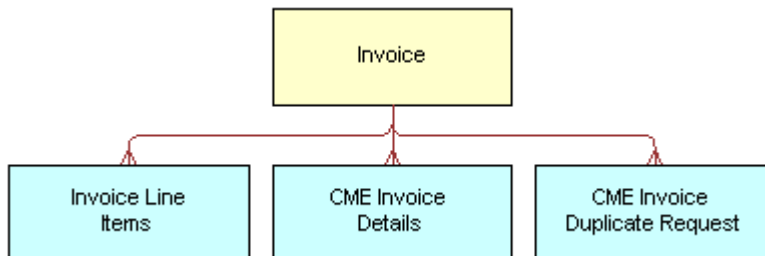 Invoice
Invoice Line
Items
CME Invoice
Details
CME Invoice
Duplicate Request